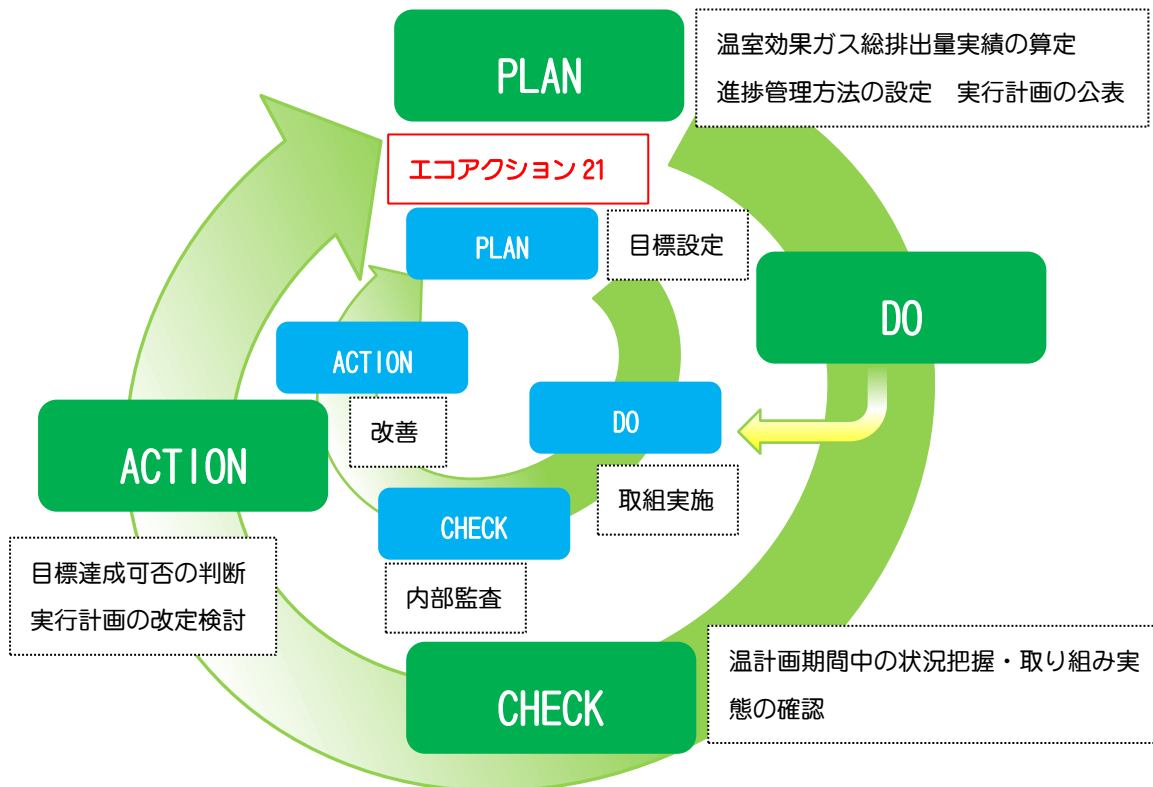 PLAN
温室効果ガス総排出量実績の算定
進捗管理方法の設定　実行計画の公表
エコアクション 21
PLAN
目標設定
DO
ACTION
改善
DO
取組実施
ACTION
CHECK
内部監査
目標達成可否の判断
実行計画の改定検討
CHECK
温計画期間中の状況把握・取り組み実
態の確認